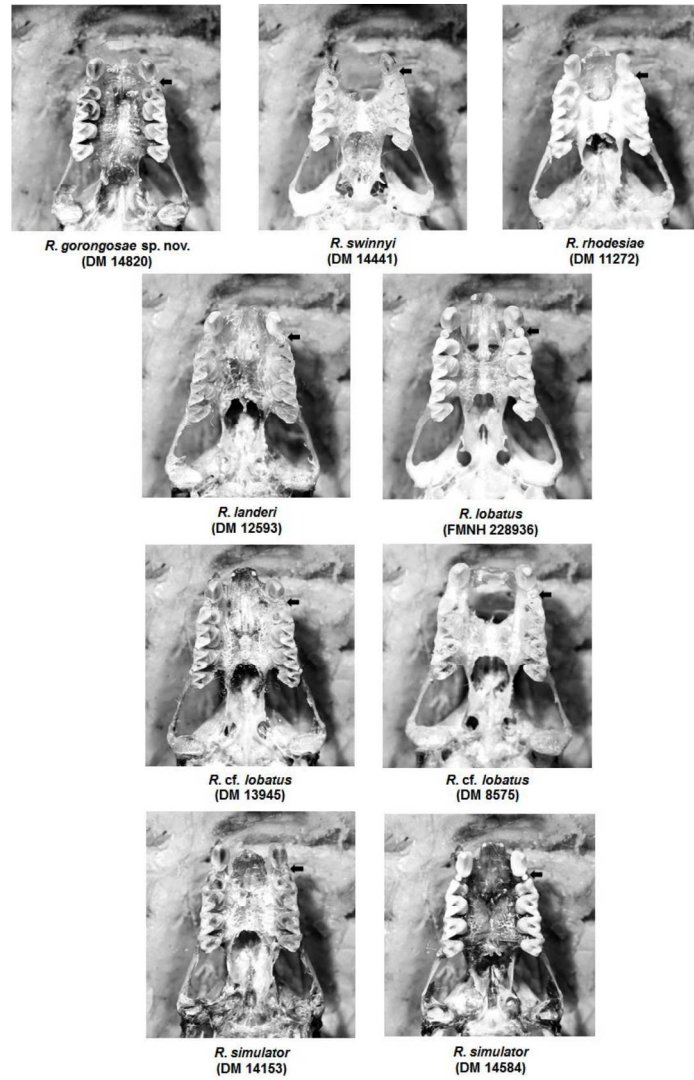 R. gorongosae sp. nov.
(DM 14820)
R. swinnyi
(DM 14441)
R. rhodesiae
(DM 11272)
R. landeri
(DM 12593)
R. lobatus
(FMNH 228936)
R. cf. lobatus
(DM 13945)
R. cf. lobatus
(DM 8575)
R. simulator
(DM 14153)
R. simulator
(DM 14584)